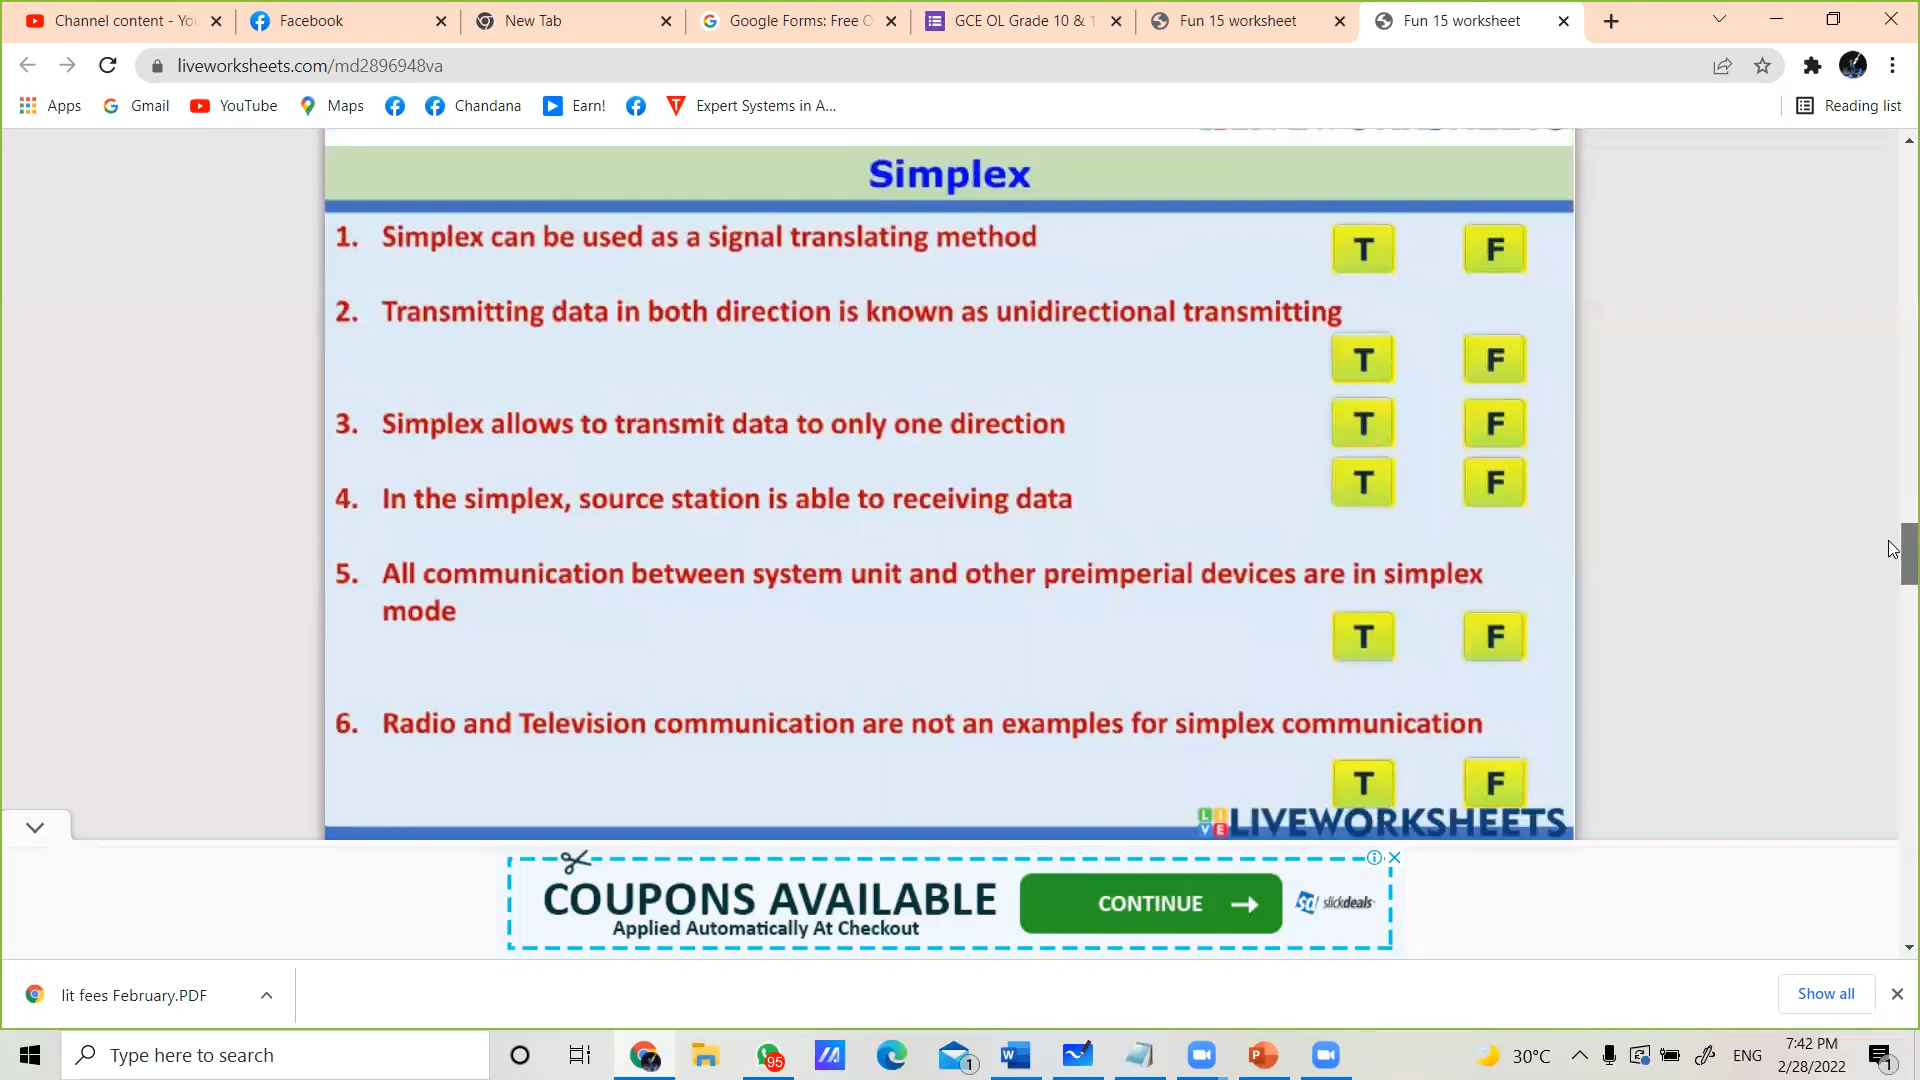 Channel content - Yo
Facebook
New Tab
Google Forms: Free O
GCE OL Grade 10 & 1
Fun 15 worksheet
Fun 15 worksheet
liveworksheets.com/md2896948va
Apps
Gmail
YouTube
Maps
Chandana
Earn!
Expert Systems in A...
Reading list
Simplex
1. Simplex can be used as a signal translating method
T F
2. Transmitting data in both direction is known as unidirectional transmitting
T F
3. Simplex allows to transmit data to only one direction
T F
4. In the simplex, source station is able to receiving data
T F
5. All communication between system unit and other preimperial devices are in simplex
mode
T F
6. Radio and Television communication are not an examples for simplex communication
T F
LIVE LIVEWORKSHEETS
COUPONS AVAILABLE
Applied Automatically At Checkout
CONTINUE →
sd slickdeals
lit fees February.PDF
Show all
Type here to search
95
1
30°C
ENG
7:42 PM
2/28/2022
1